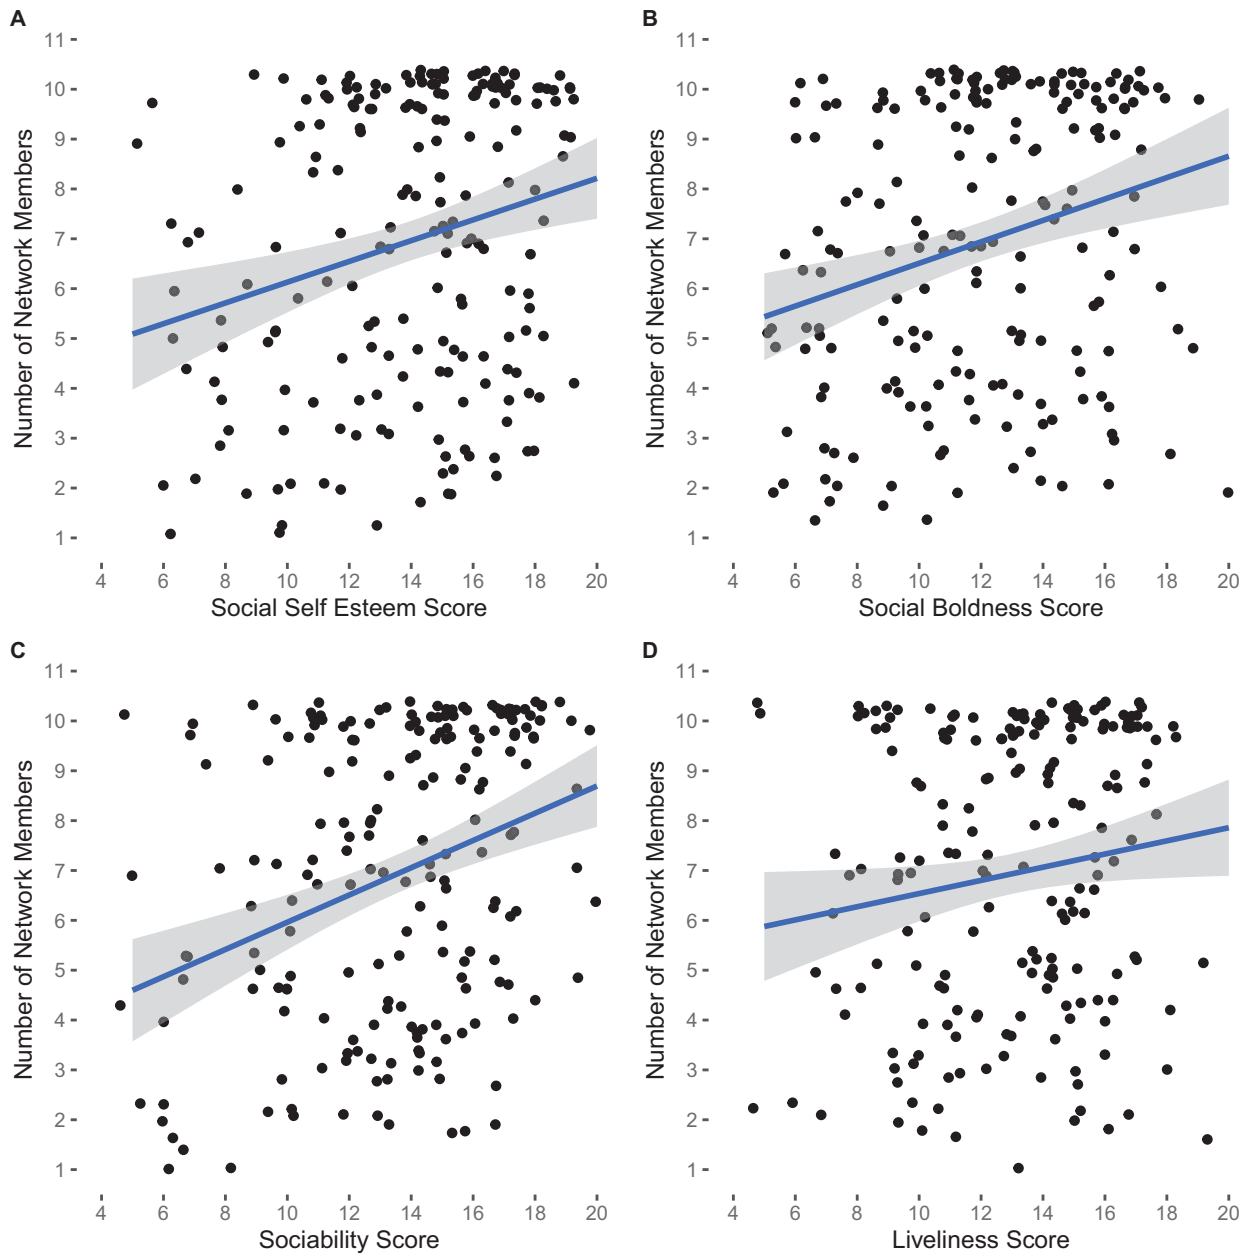 A
Number of Network Members
11
10
9
8
7
6
5
4
3
2
1
4 6 8 10 12 14 16 18 20
Social Self Esteem Score
B
Number of Network Members
11
10
9
8
7
6
5
4
3
2
1
4 6 8 10 12 14 16 18 20
Social Boldness Score
C
Number of Network Members
11
10
9
8
7
6
5
4
3
2
1
4 6 8 10 12 14 16 18 20
Sociability Score
D
Number of Network Members
11
10
9
8
7
6
5
4
3
2
1
4 6 8 10 12 14 16 18 20
Liveliness Score